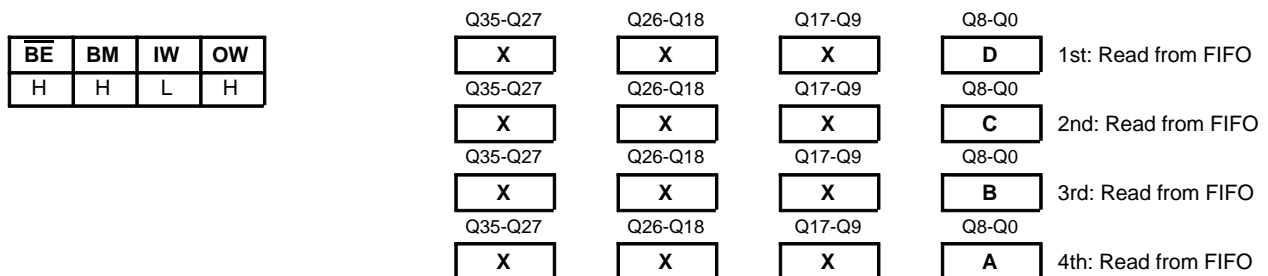 Q35-Q27 Q26-Q18 Q17-Q9 Q8-Q0
BE BM IW OW X X X D 1st: Read from FIFO
H H L H Q35-Q27 Q26-Q18 Q17-Q9 Q8-Q0
X X X C 2nd: Read from FIFO
Q35-Q27 Q26-Q18 Q17-Q9 Q8-Q0
X X X B 3rd: Read from FIFO
Q35-Q27 Q26-Q18 Q17-Q9 Q8-Q0
X X X A 4th: Read from FIFO